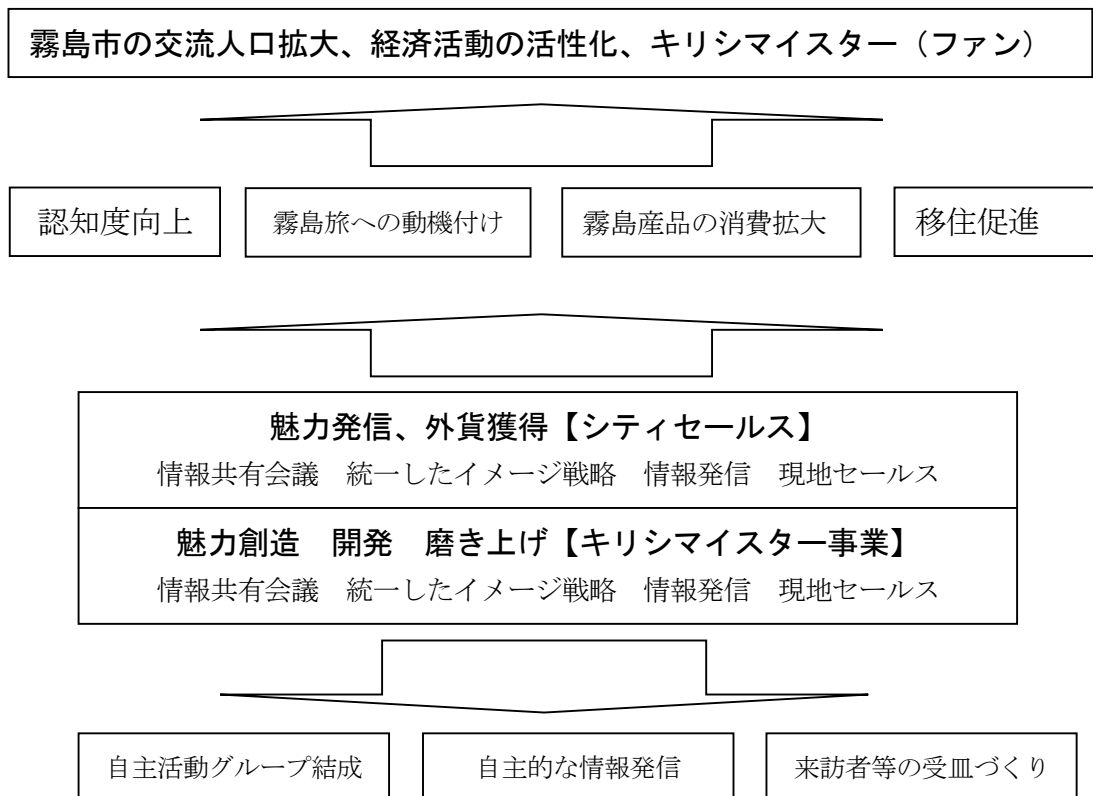 霧島市の交流人口拡大、経済活動の活性化、キリシマイスター（ファン）
認知度向上
霧島旅への動機付け
霧島産品の消費拡大
移住促進
魅力発信、外貨獲得【シティセールス】
情報共有会議　統一したイメージ戦略　情報発信　現地セールス
魅力創造　開発　磨き上げ【キリシマイスター事業】
情報共有会議　統一したイメージ戦略　情報発信　現地セールス
自主活動グループ結成
自主的な情報発信
来訪者等の受皿づくり